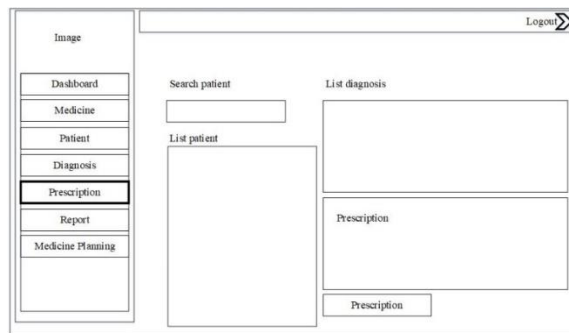 Image
Logout
Dashboard
Medicine
Patient
Diagnosis
Prescription
Report
Medicine Planning
Search patient
List patient
List diagnosis
Prescription
Prescription